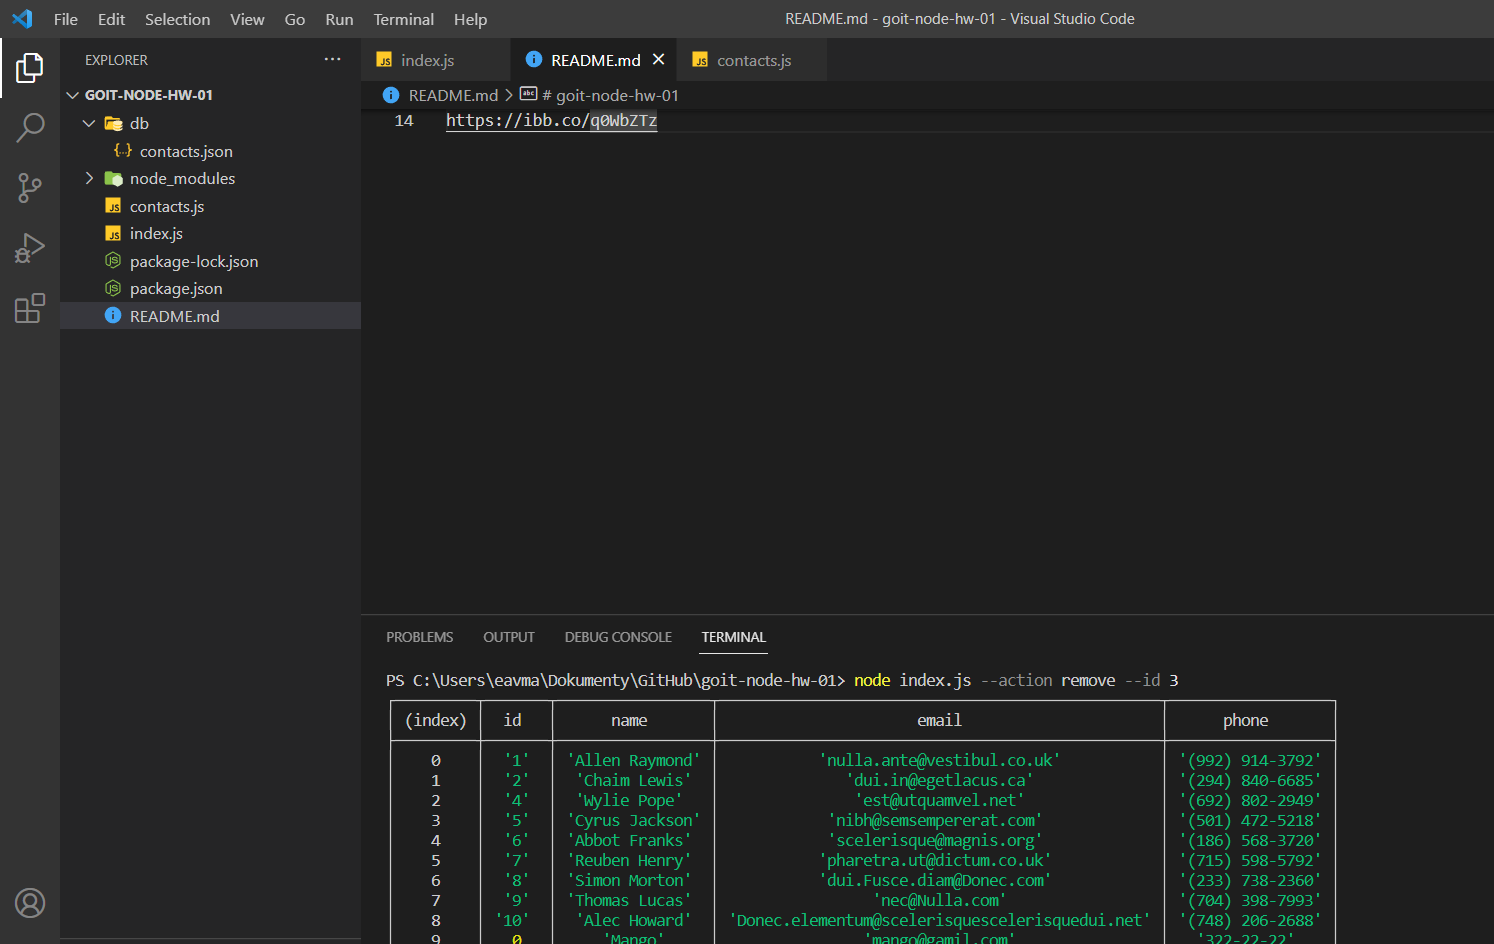 File Edit Selection View Go Run Terminal Help
README.md - goit-node-hw-01 - Visual Studio Code
EXPLORER ...
GOIT-NODE-HW-01
db
contacts.json
node_modules
contacts.js
index.js
package-lock.json
package.json
README.md
index.js README.md contacts.js
README.md > # goit-node-hw-01
14 https://ibb.co/q0WbZTz
PROBLEMS OUTPUT DEBUG CONSOLE TERMINAL
PS C:\Users\eavma\Dokumenty\GitHub\goit-node-hw-01> node index.js --action remove --id 3
(index) id name email phone
0 '1' 'Allen Raymond' 'nulla.ante@vestibul.co.uk' '(992) 914-3792'
1 '2' 'Chaim Lewis' 'dui.in@egetlacus.ca' '(294) 840-6685'
2 '4' 'Wylie Pope' 'est@utquamvel.net' '(692) 802-2949'
3 '5' 'Cyrus Jackson' 'nibh@semsempererat.com' '(501) 472-5218'
4 '6' 'Abbot Franks' 'scelerisque@magnis.org' '(186) 568-3720'
5 '7' 'Reuben Henry' 'pharetra.ut@dictum.co.uk' '(715) 598-5792'
6 '8' 'Simon Morton' 'dui.Fusce.diam@Donec.com' '(233) 738-2360'
7 '9' 'Thomas Lucas' 'nec@Nulla.com' '(704) 398-7993'
8 '10' 'Alec Howard' 'Donec.elementum@scelerisquescelerisquedui.net' '(748) 206-2688'
9 0 'Mango' 'mango@gamil.com' '322-22-22'